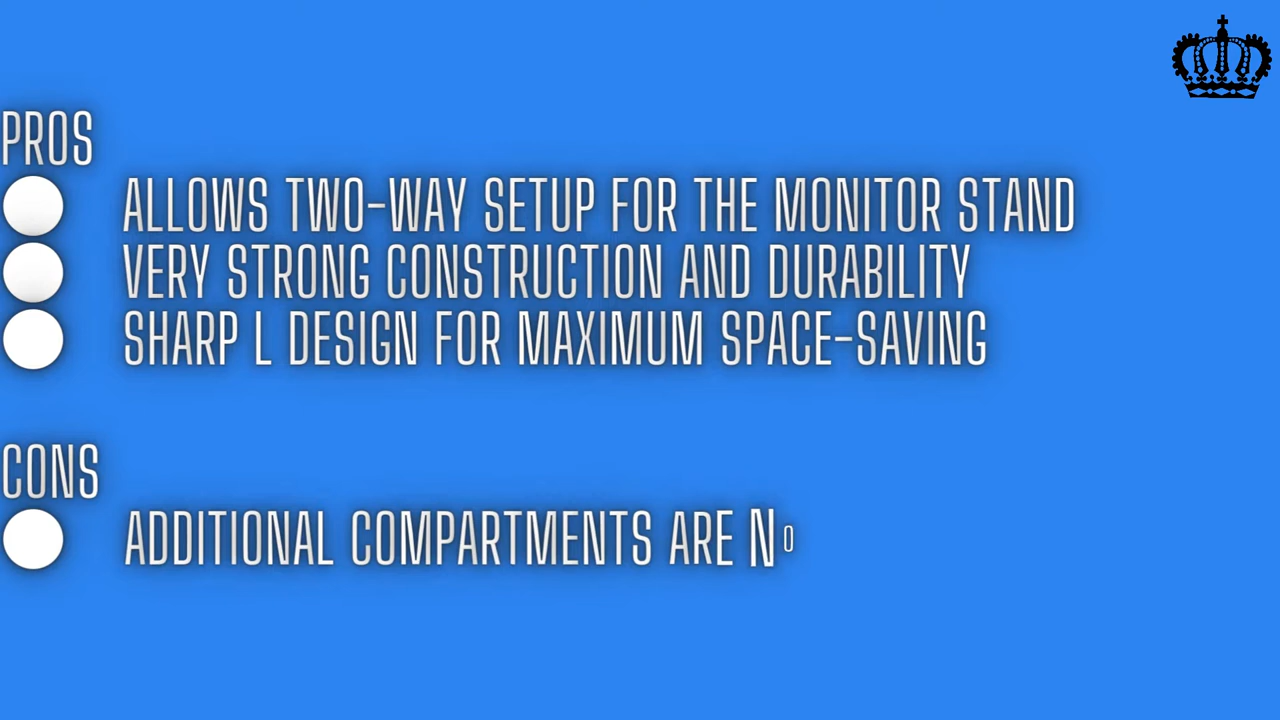 PROS
ALLOWS TWO-WAY SETUP FOR THE MONITOR STAND
VERY STRONG CONSTRUCTION AND DURABILITY
SHARP L DESIGN FOR MAXIMUM SPACE-SAVING
CONS
ADDITIONAL COMPARTMENTS ARE NO